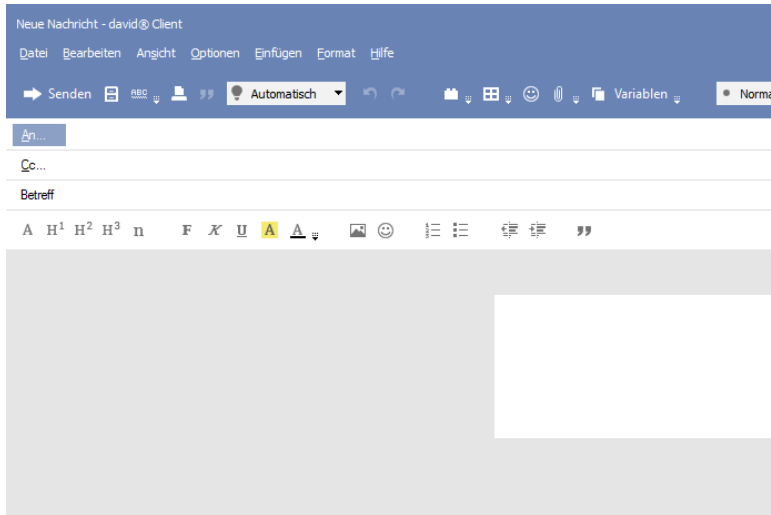 Neue Nachricht - david® Client
Datei Bearbeiten Ansicht Optionen Einfügen Format Hilfe
Senden ABC Automatisch Variablen Norma
An...
Cc...
Betreff
A H¹ H² H³ n F K U A A